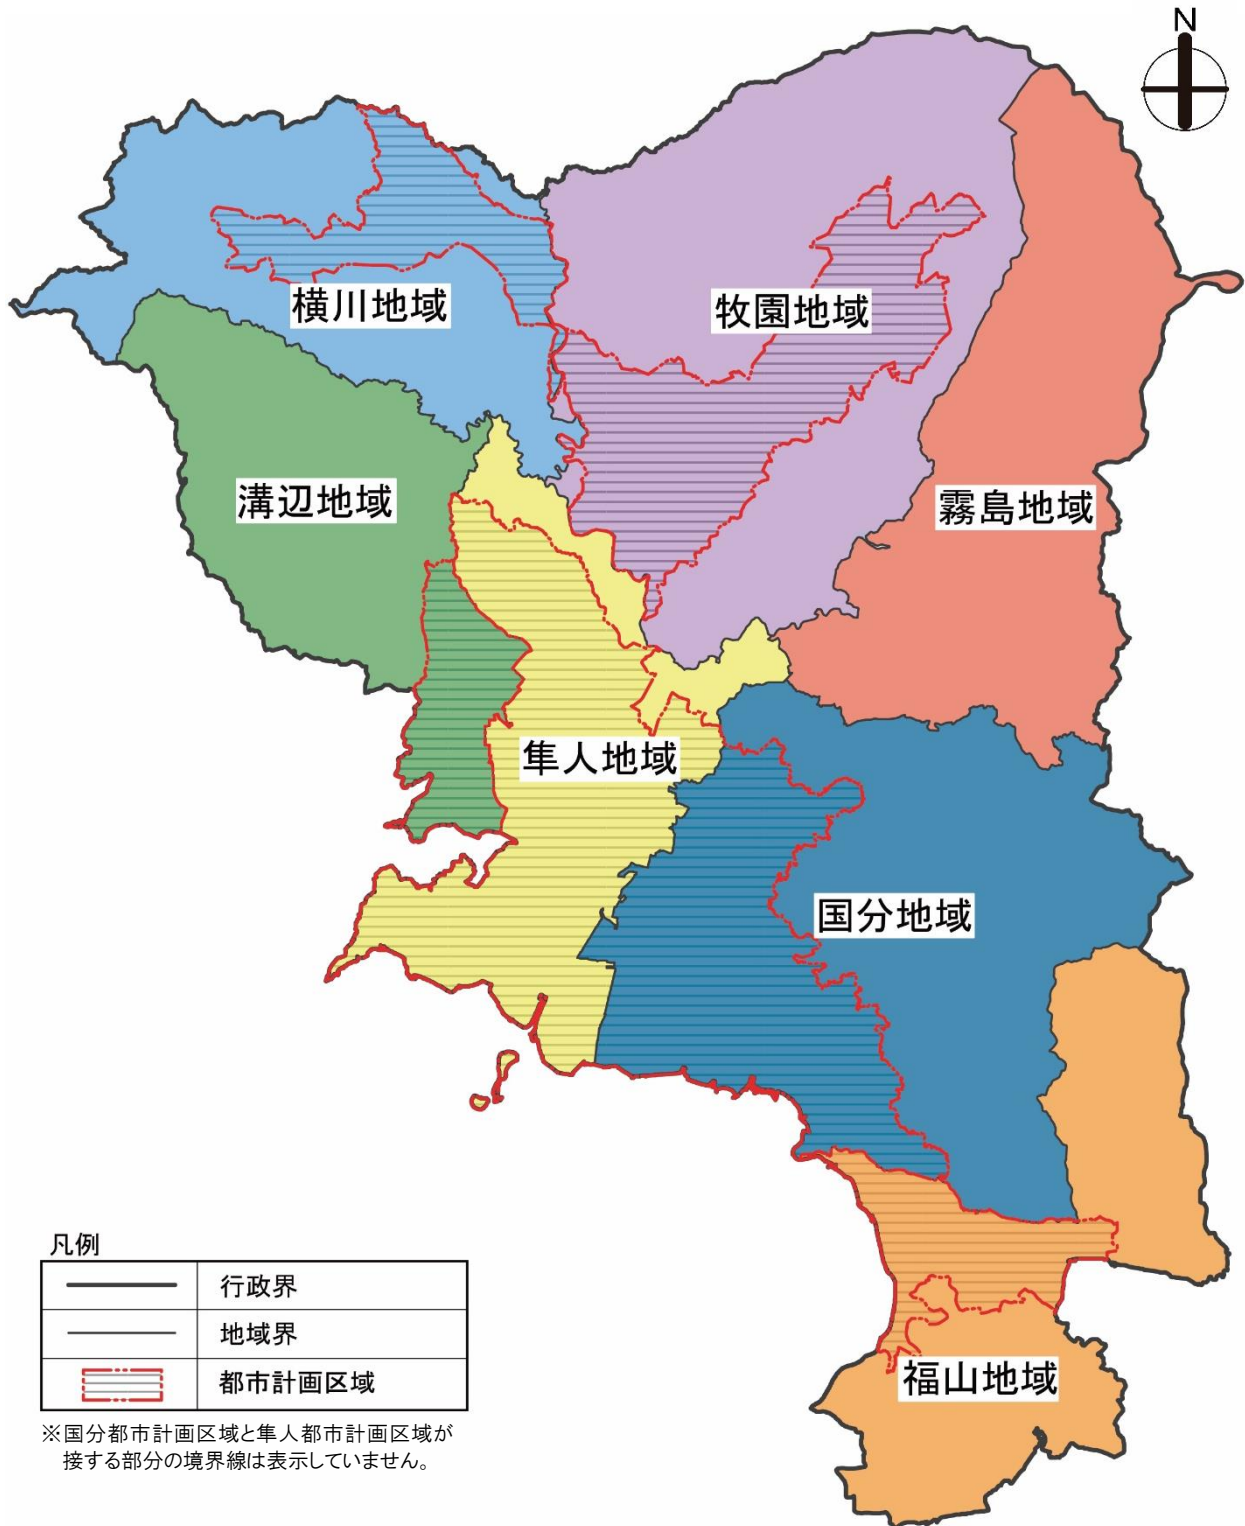 N
横川地域
牧園地域
溝辺地域
霧島地域
隼人地域
国分地域
福山地域
凡例
行政界
地域界
都市計画区域
※国分都市計画区域と隼人都市計画区域が
接する部分の境界線は表示していません。